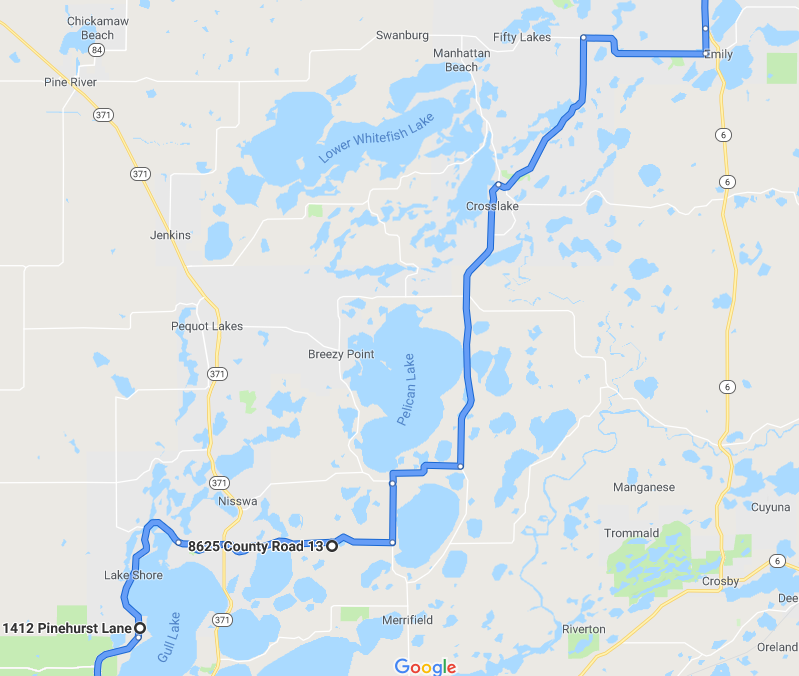 Chickamaw
Beach
84
Swanburg
Fifty Lakes
Manhattan
Beach
Emily
Pine River
371
Lower Whitefish Lake
6
371
6
Crosslake
Jenkins
Pequot Lakes
Breezy Point
Pelican Lake
371
6
371
Nisswa
Manganese
Cuyuna
Trommald
8625 County Road 13
Lake Shore
6
Crosby
Dee
1412 Pinehurst Lane
Gull Lake
371
Merrifield
Riverton
Oreland
Google